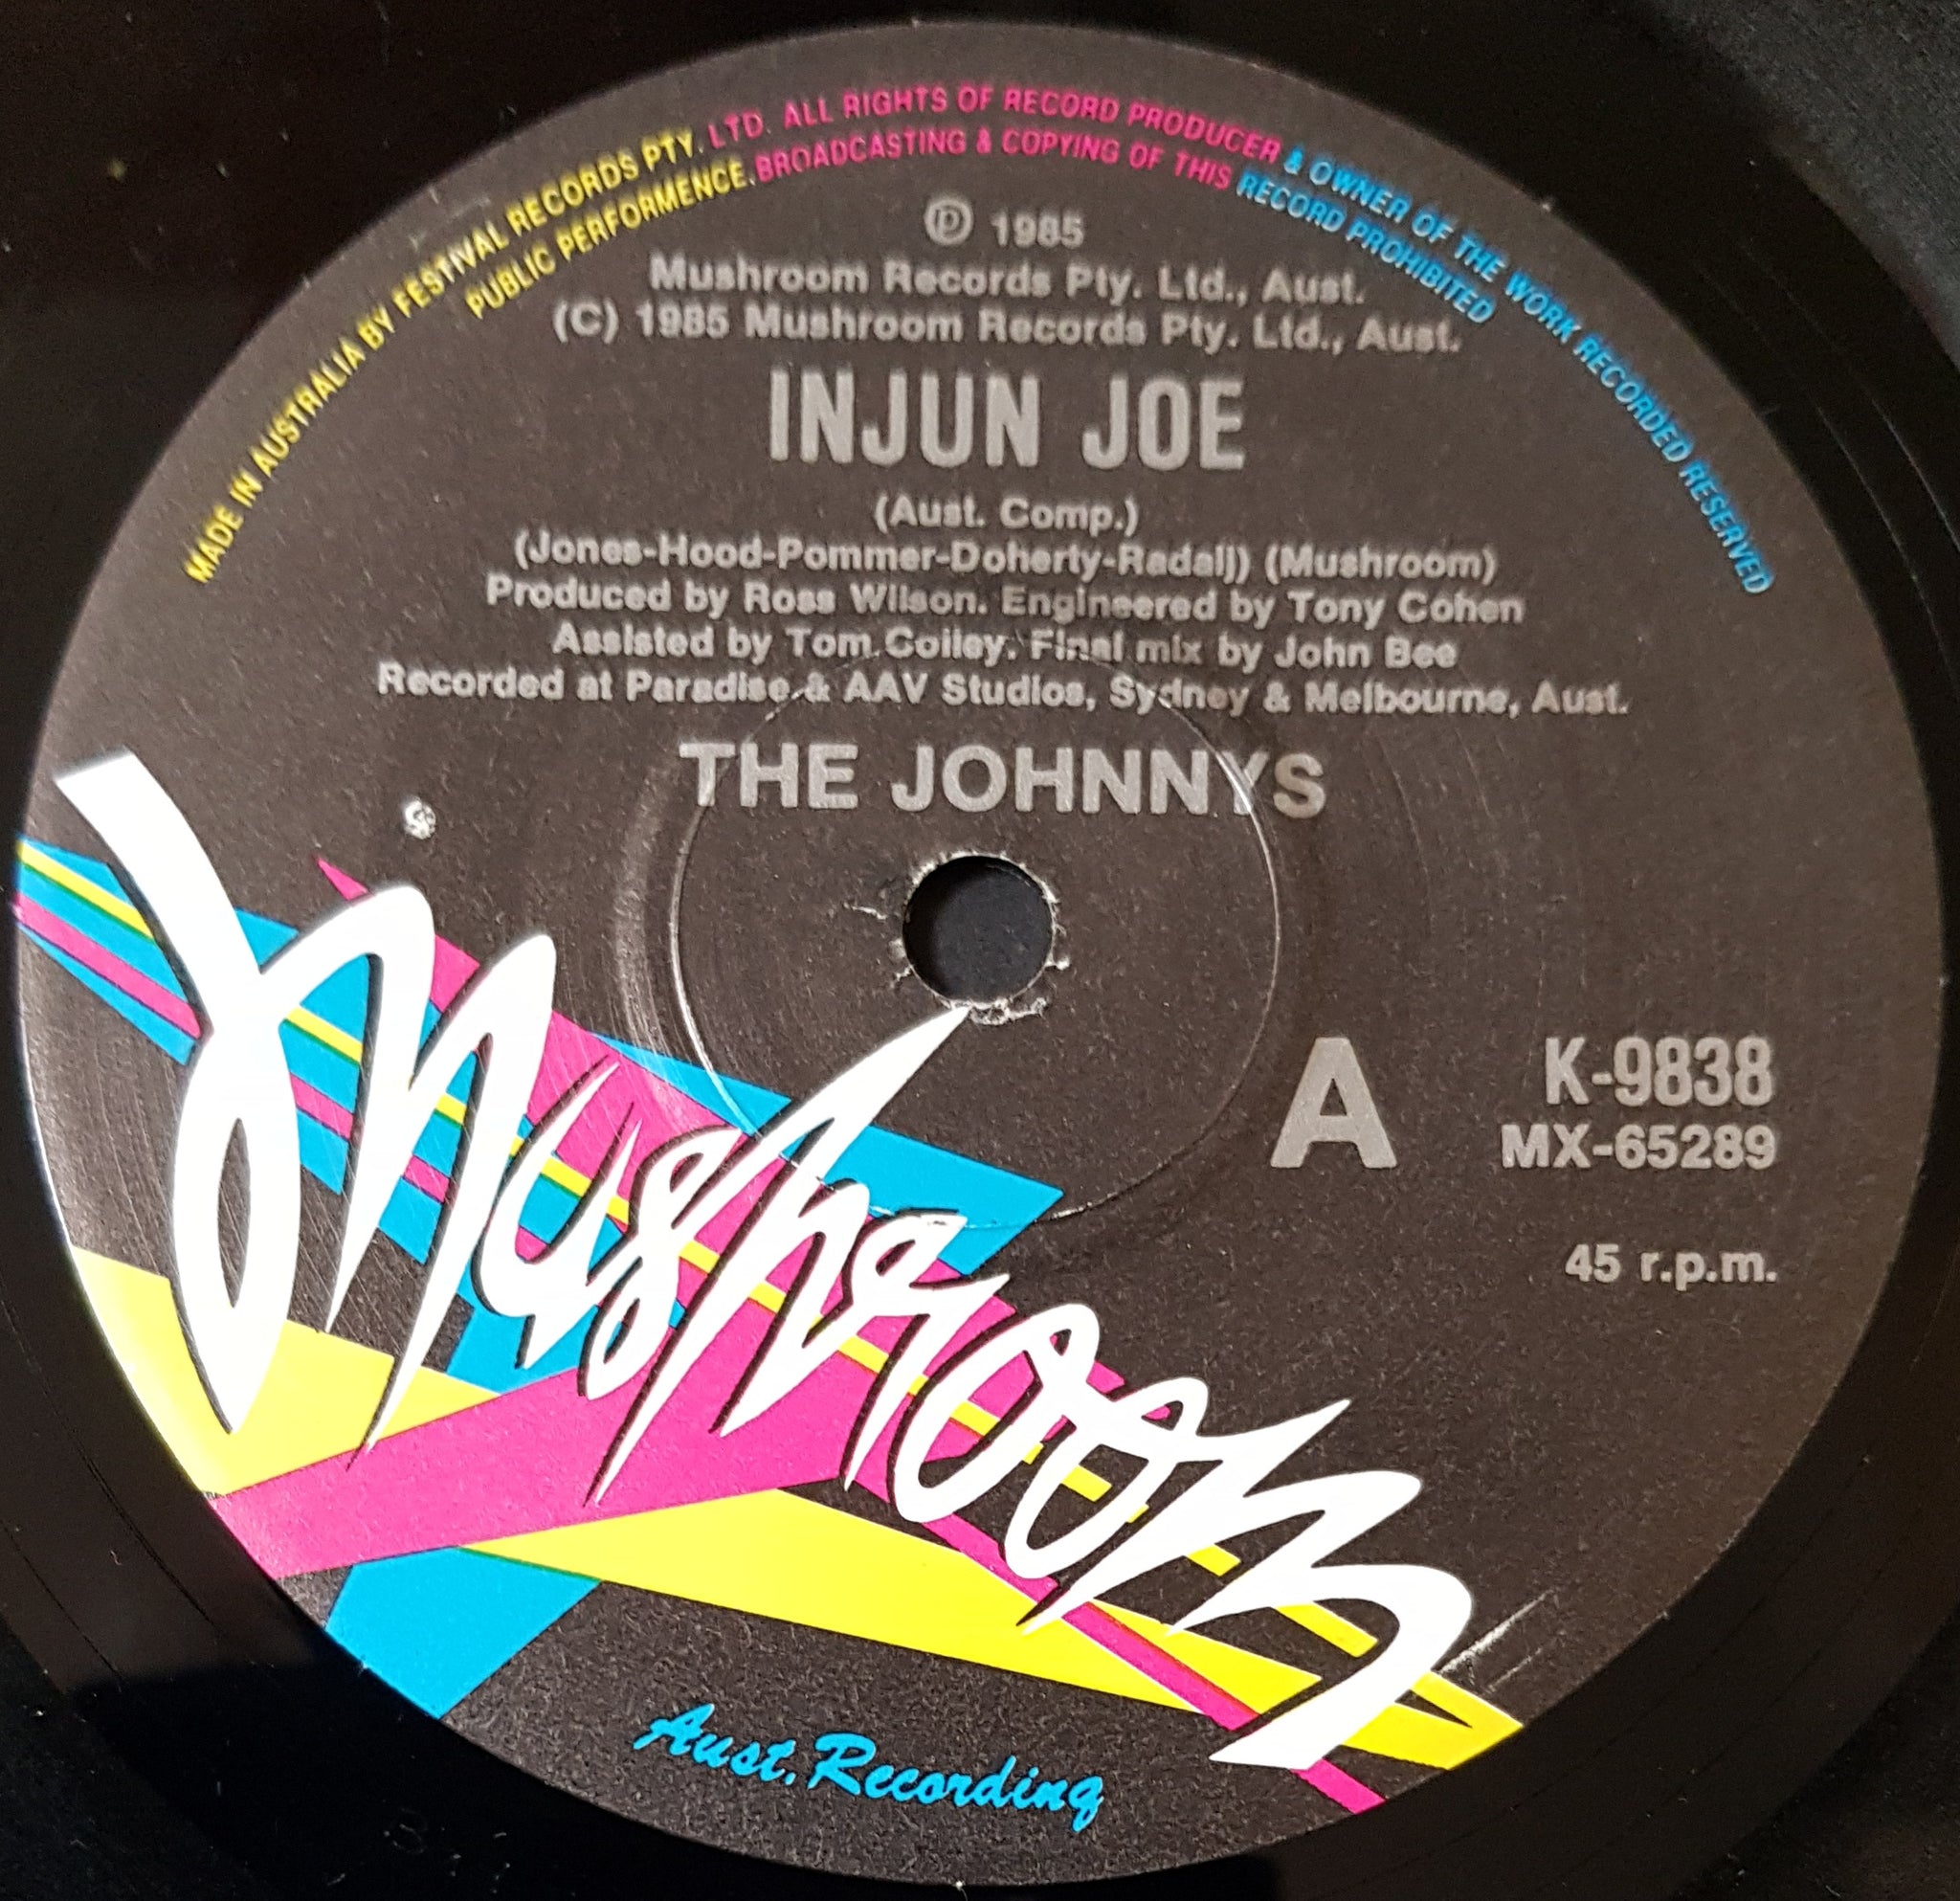 MADE IN AUSTRALIA BY FESTIVAL RECORDS PTY. LTD. ALL RIGHTS OF RECORD PRODUCER & OWNER OF THE WORK RECORDED RESERVED
PUBLIC PERFORMENCE. BROADCASTING & COPYING OF THIS RECORD PROHIBITED
Ⓟ 1985
Mushroom Records Pty. Ltd., Aust.
(C) 1985 Mushroom Records Pty. Ltd., Aust.
INJUN JOE
(Aust. Comp.)
(Jones-Hood-Pommer-Doherty-Radalj) (Mushroom)
Produced by Ross Wilson. Engineered by Tony Cohen
Assisted by Tom Colley. Final mix by John Bee
Recorded at Paradise & AAV Studios, Sydney & Melbourne, Aust.
THE JOHNNYS
A
K-9838
MX-65289
45 r.p.m.
Mushroom
Aust. Recording